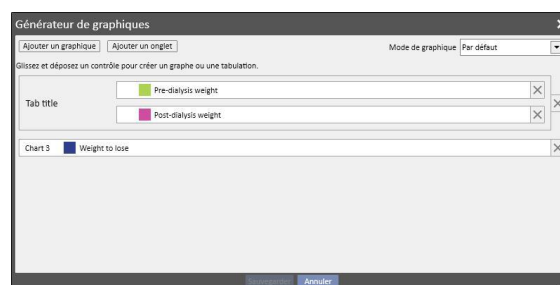 Générateur de graphiques
Ajouter un graphique Ajouter un onglet Mode de graphique Par défaut
Glissez et déposez un contrôle pour créer un graphe ou une tabulation.
Pre-dialysis weight
Tab title
Post-dialysis weight
Chart 3 Weight to lose
Sauvegarder Annuler